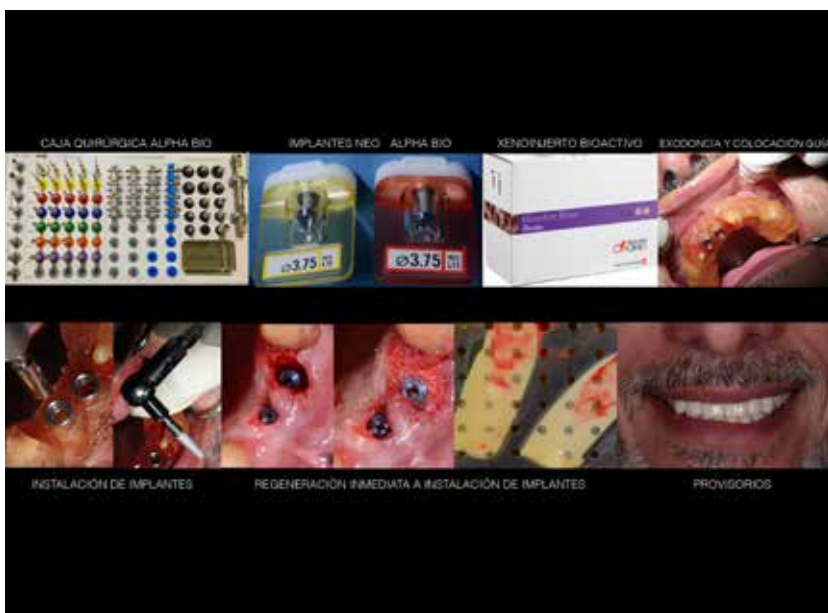 CAJA QUIRÚRGICA ALPHA BIO
IMPLANTES NEO ALPHA BIO
XENOINJERTO BIOACTIVO
EXODONCIA Y COLOCACIÓN GUÍA
Ø3.75
Ø3.75
INSTALACIÓN DE IMPLANTES
REGENERACIÓN INMEDIATA A INSTALACIÓN DE IMPLANTES
PROVISORIOS